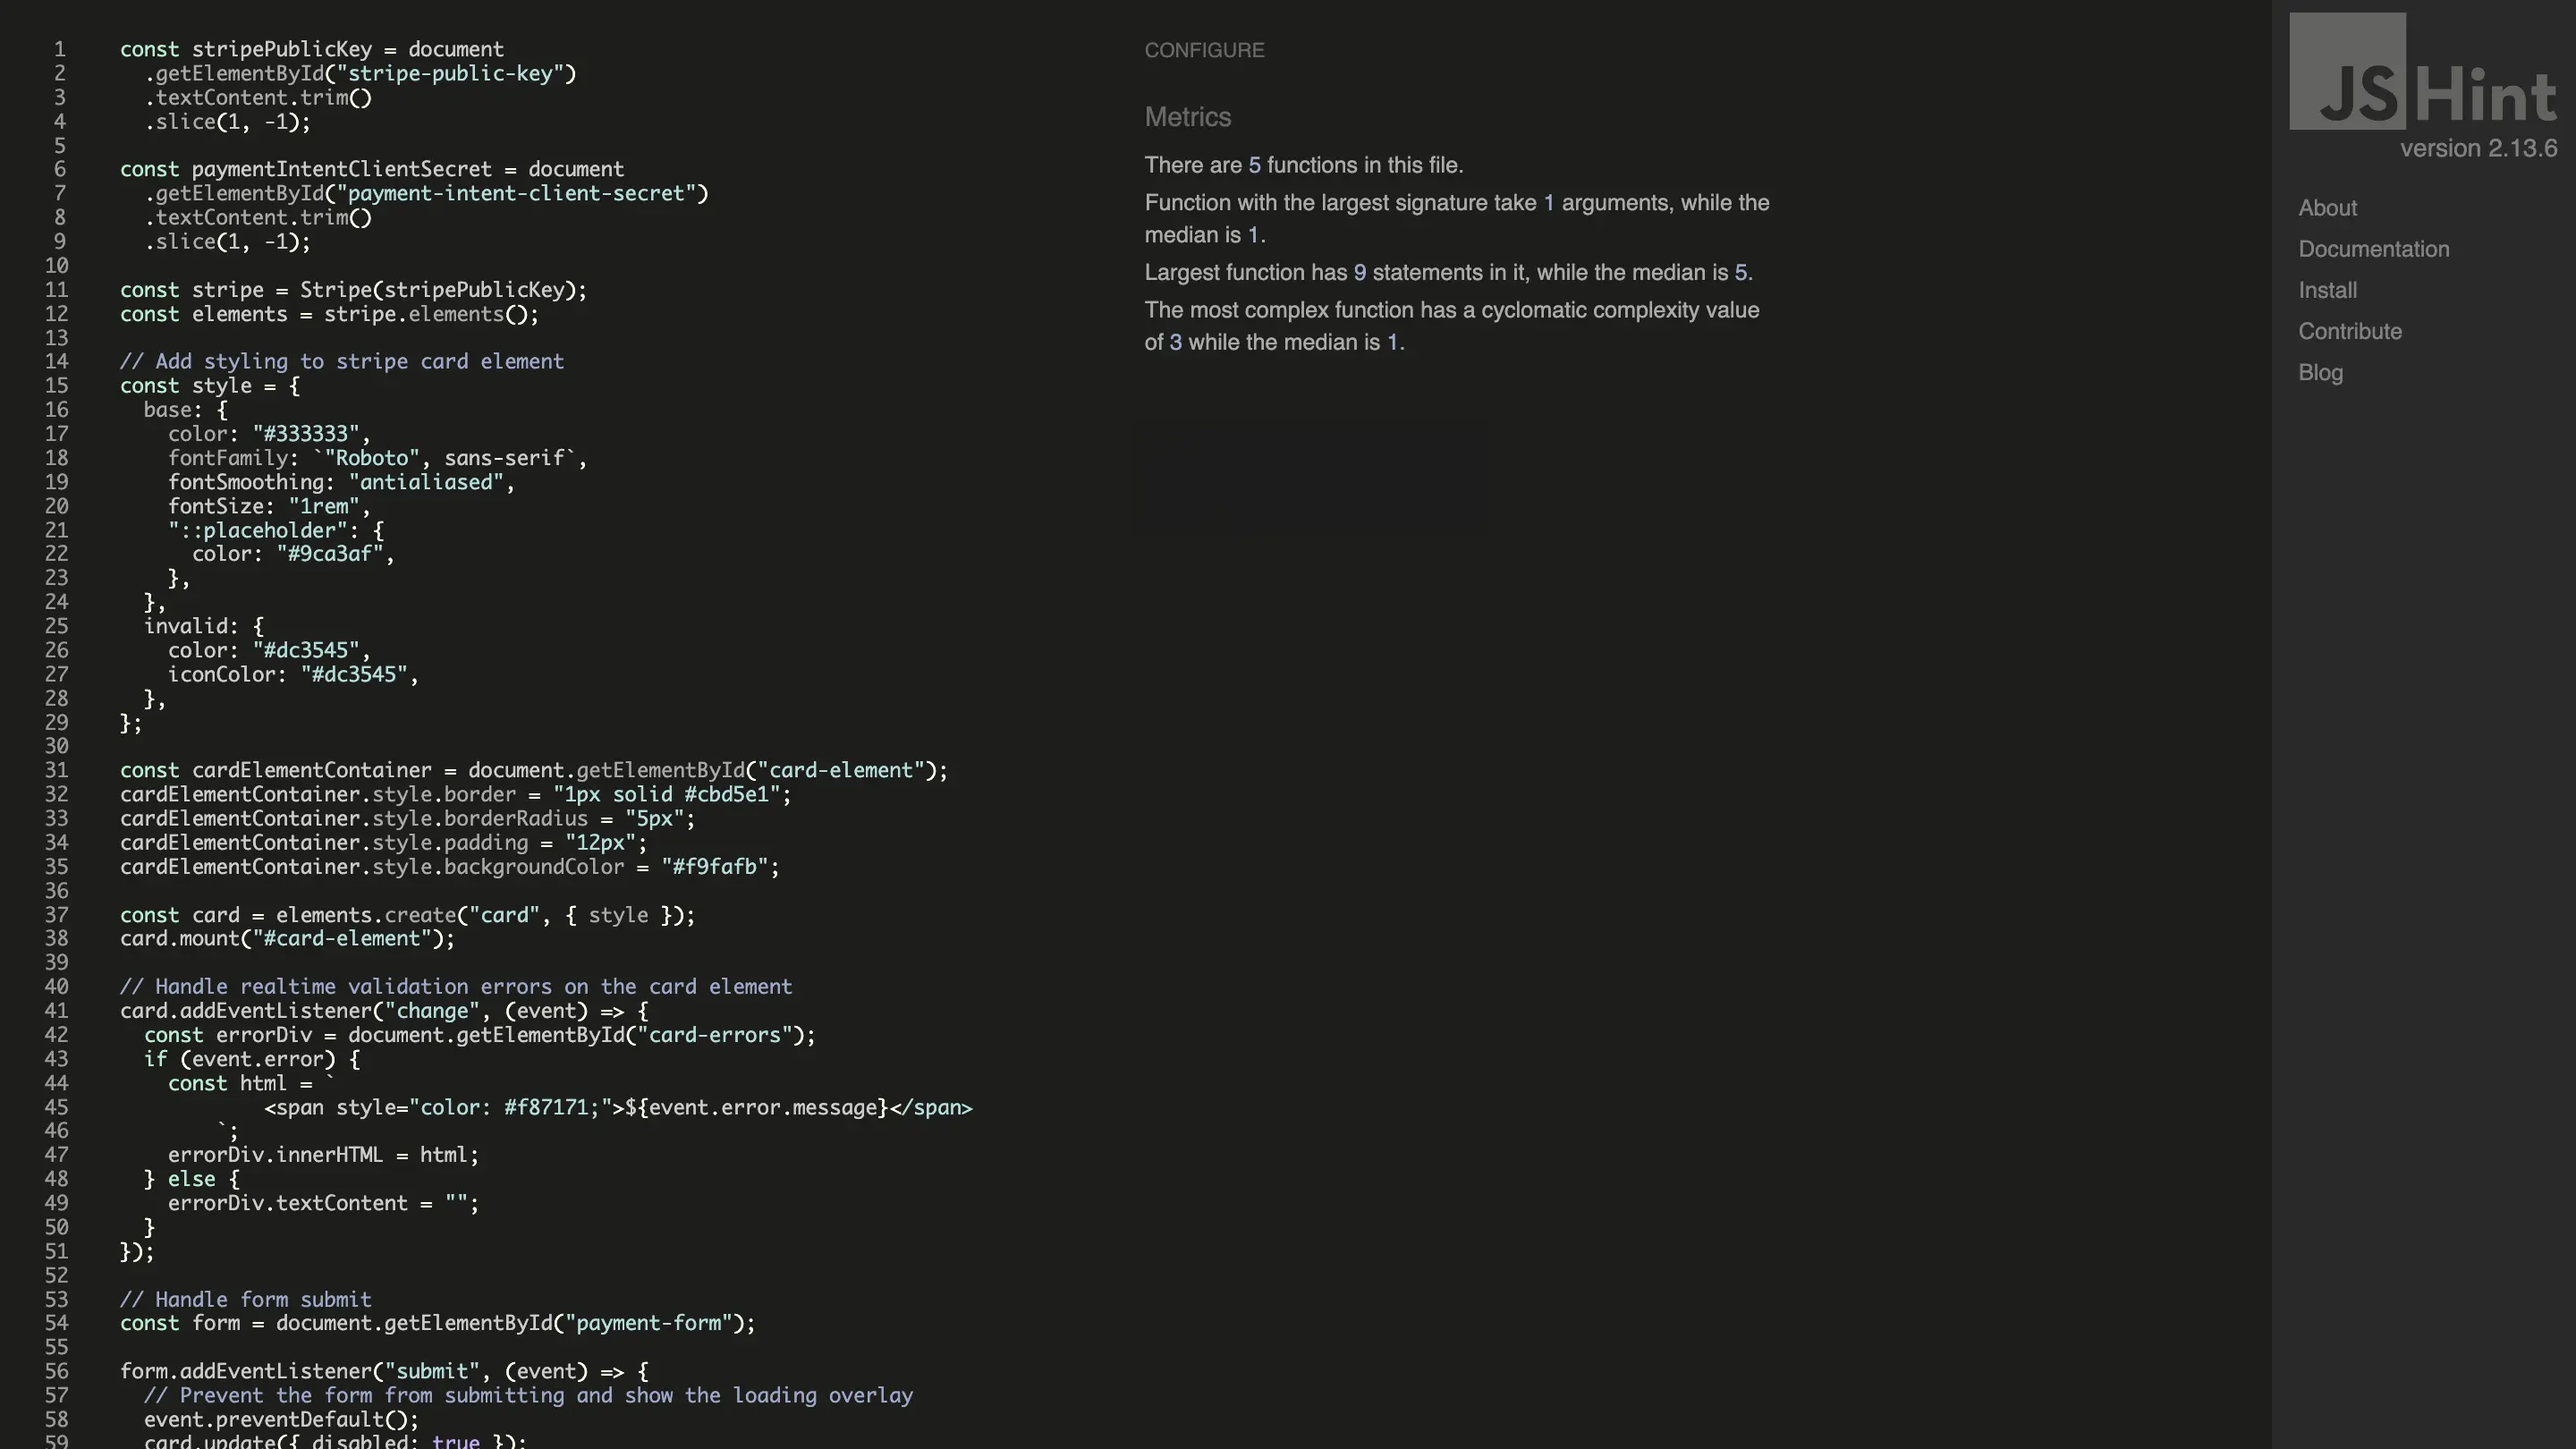 1 const stripePublicKey = document
2 .getElementById("stripe-public-key")
3 .textContent.trim()
4 .slice(1, -1);
5
6 const paymentIntentClientSecret = document
7 .getElementById("payment-intent-client-secret")
8 .textContent.trim()
9 .slice(1, -1);
10
11 const stripe = Stripe(stripePublicKey);
12 const elements = stripe.elements();
13
14 // Add styling to stripe card element
15 const style = {
16 base: {
17 color: "#333333",
18 fontFamily: `"Roboto", sans-serif`,
19 fontSmoothing: "antialiased",
20 fontSize: "1rem",
21 "::placeholder": {
22 color: "#9ca3af",
23 },
24 },
25 invalid: {
26 color: "#dc3545",
27 iconColor: "#dc3545",
28 },
29 };
30
31 const cardElementContainer = document.getElementById("card-element");
32 cardElementContainer.style.border = "1px solid #cbd5e1";
33 cardElementContainer.style.borderRadius = "5px";
34 cardElementContainer.style.padding = "12px";
35 cardElementContainer.style.backgroundColor = "#f9fafb";
36
37 const card = elements.create("card", { style });
38 card.mount("#card-element");
39
40 // Handle realtime validation errors on the card element
41 card.addEventListener("change", (event) => {
42 const errorDiv = document.getElementById("card-errors");
43 if (event.error) {
44 const html = `
45 <span style="color: #f87171;">${event.error.message}</span>
46 `;
47 errorDiv.innerHTML = html;
48 } else {
49 errorDiv.textContent = "";
50 }
51 });
52
53 // Handle form submit
54 const form = document.getElementById("payment-form");
55
56 form.addEventListener("submit", (event) => {
57 // Prevent the form from submitting and show the loading overlay
58 event.preventDefault();
59 card.update({ disabled: true });
CONFIGURE
Metrics
There are 5 functions in this file.
Function with the largest signature take 1 arguments, while the
median is 1.
Largest function has 9 statements in it, while the median is 5.
The most complex function has a cyclomatic complexity value
of 3 while the median is 1.
JSHint
version 2.13.6
About
Documentation
Install
Contribute
Blog